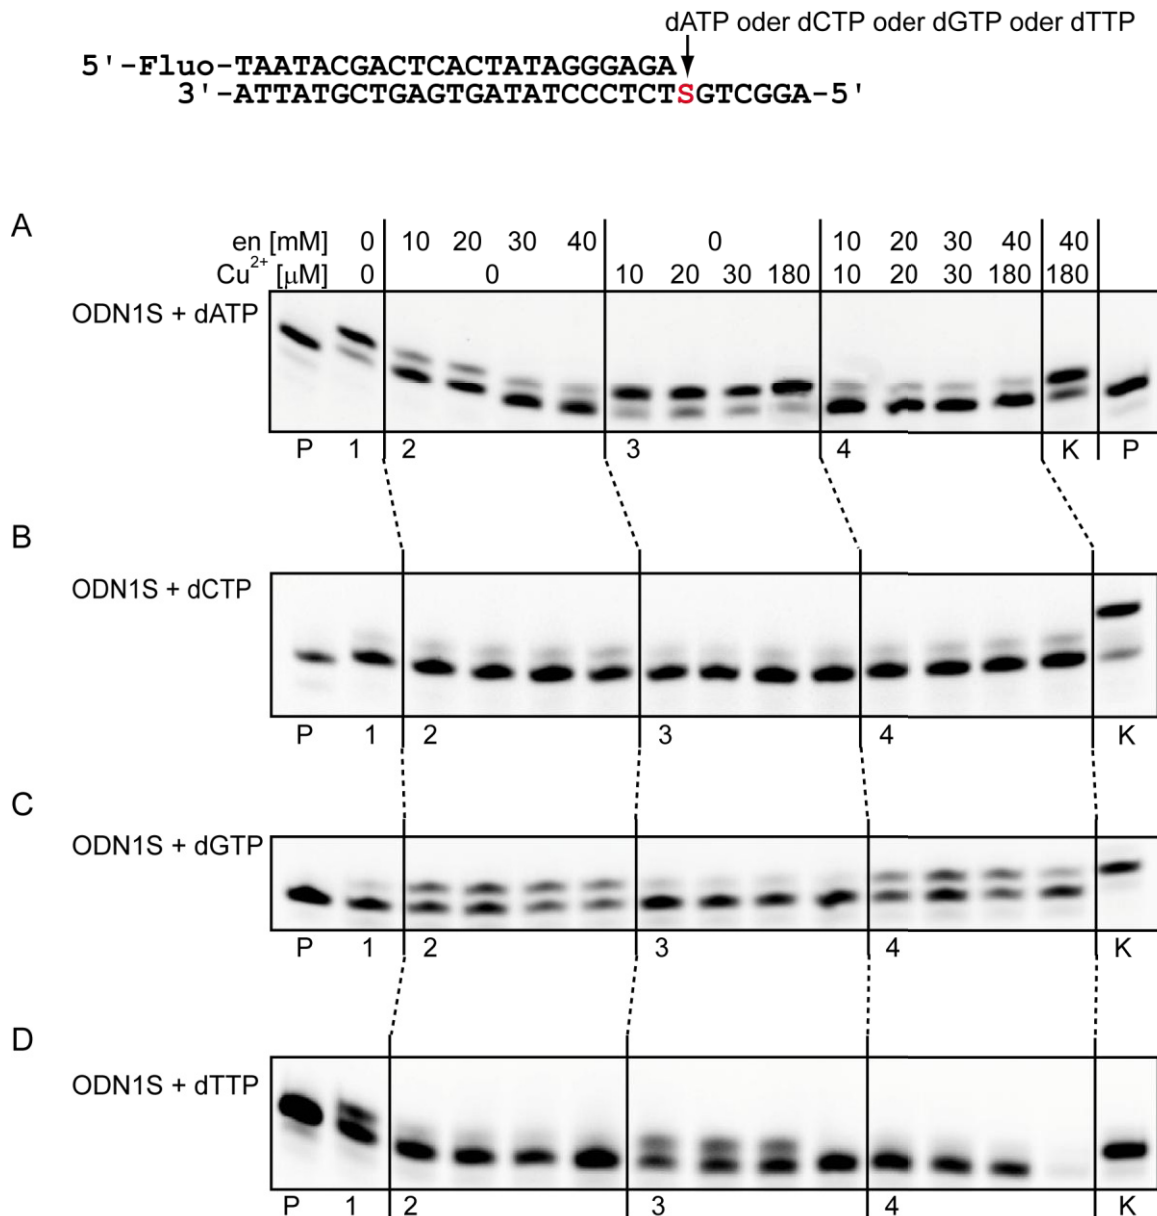 dATP oder dCTP oder dGTP oder dTTP
5'-Fluo-TAATACGACTCACTATAGGGAGA
3'-ATTATGCTGAGTGATATCCCTCTSGTCGGA-5'
A
en [mM] 0 10 20 30 40 0 10 20 30 40 40
Cu²⁺ [µM] 0 0 10 20 30 180 10 20 30 180 180
ODN1S + dATP
P 1 2 3 4 K P
B
ODN1S + dCTP
P 1 2 3 4 K
C
ODN1S + dGTP
P 1 2 3 4 K
D
ODN1S + dTTP
P 1 2 3 4 K